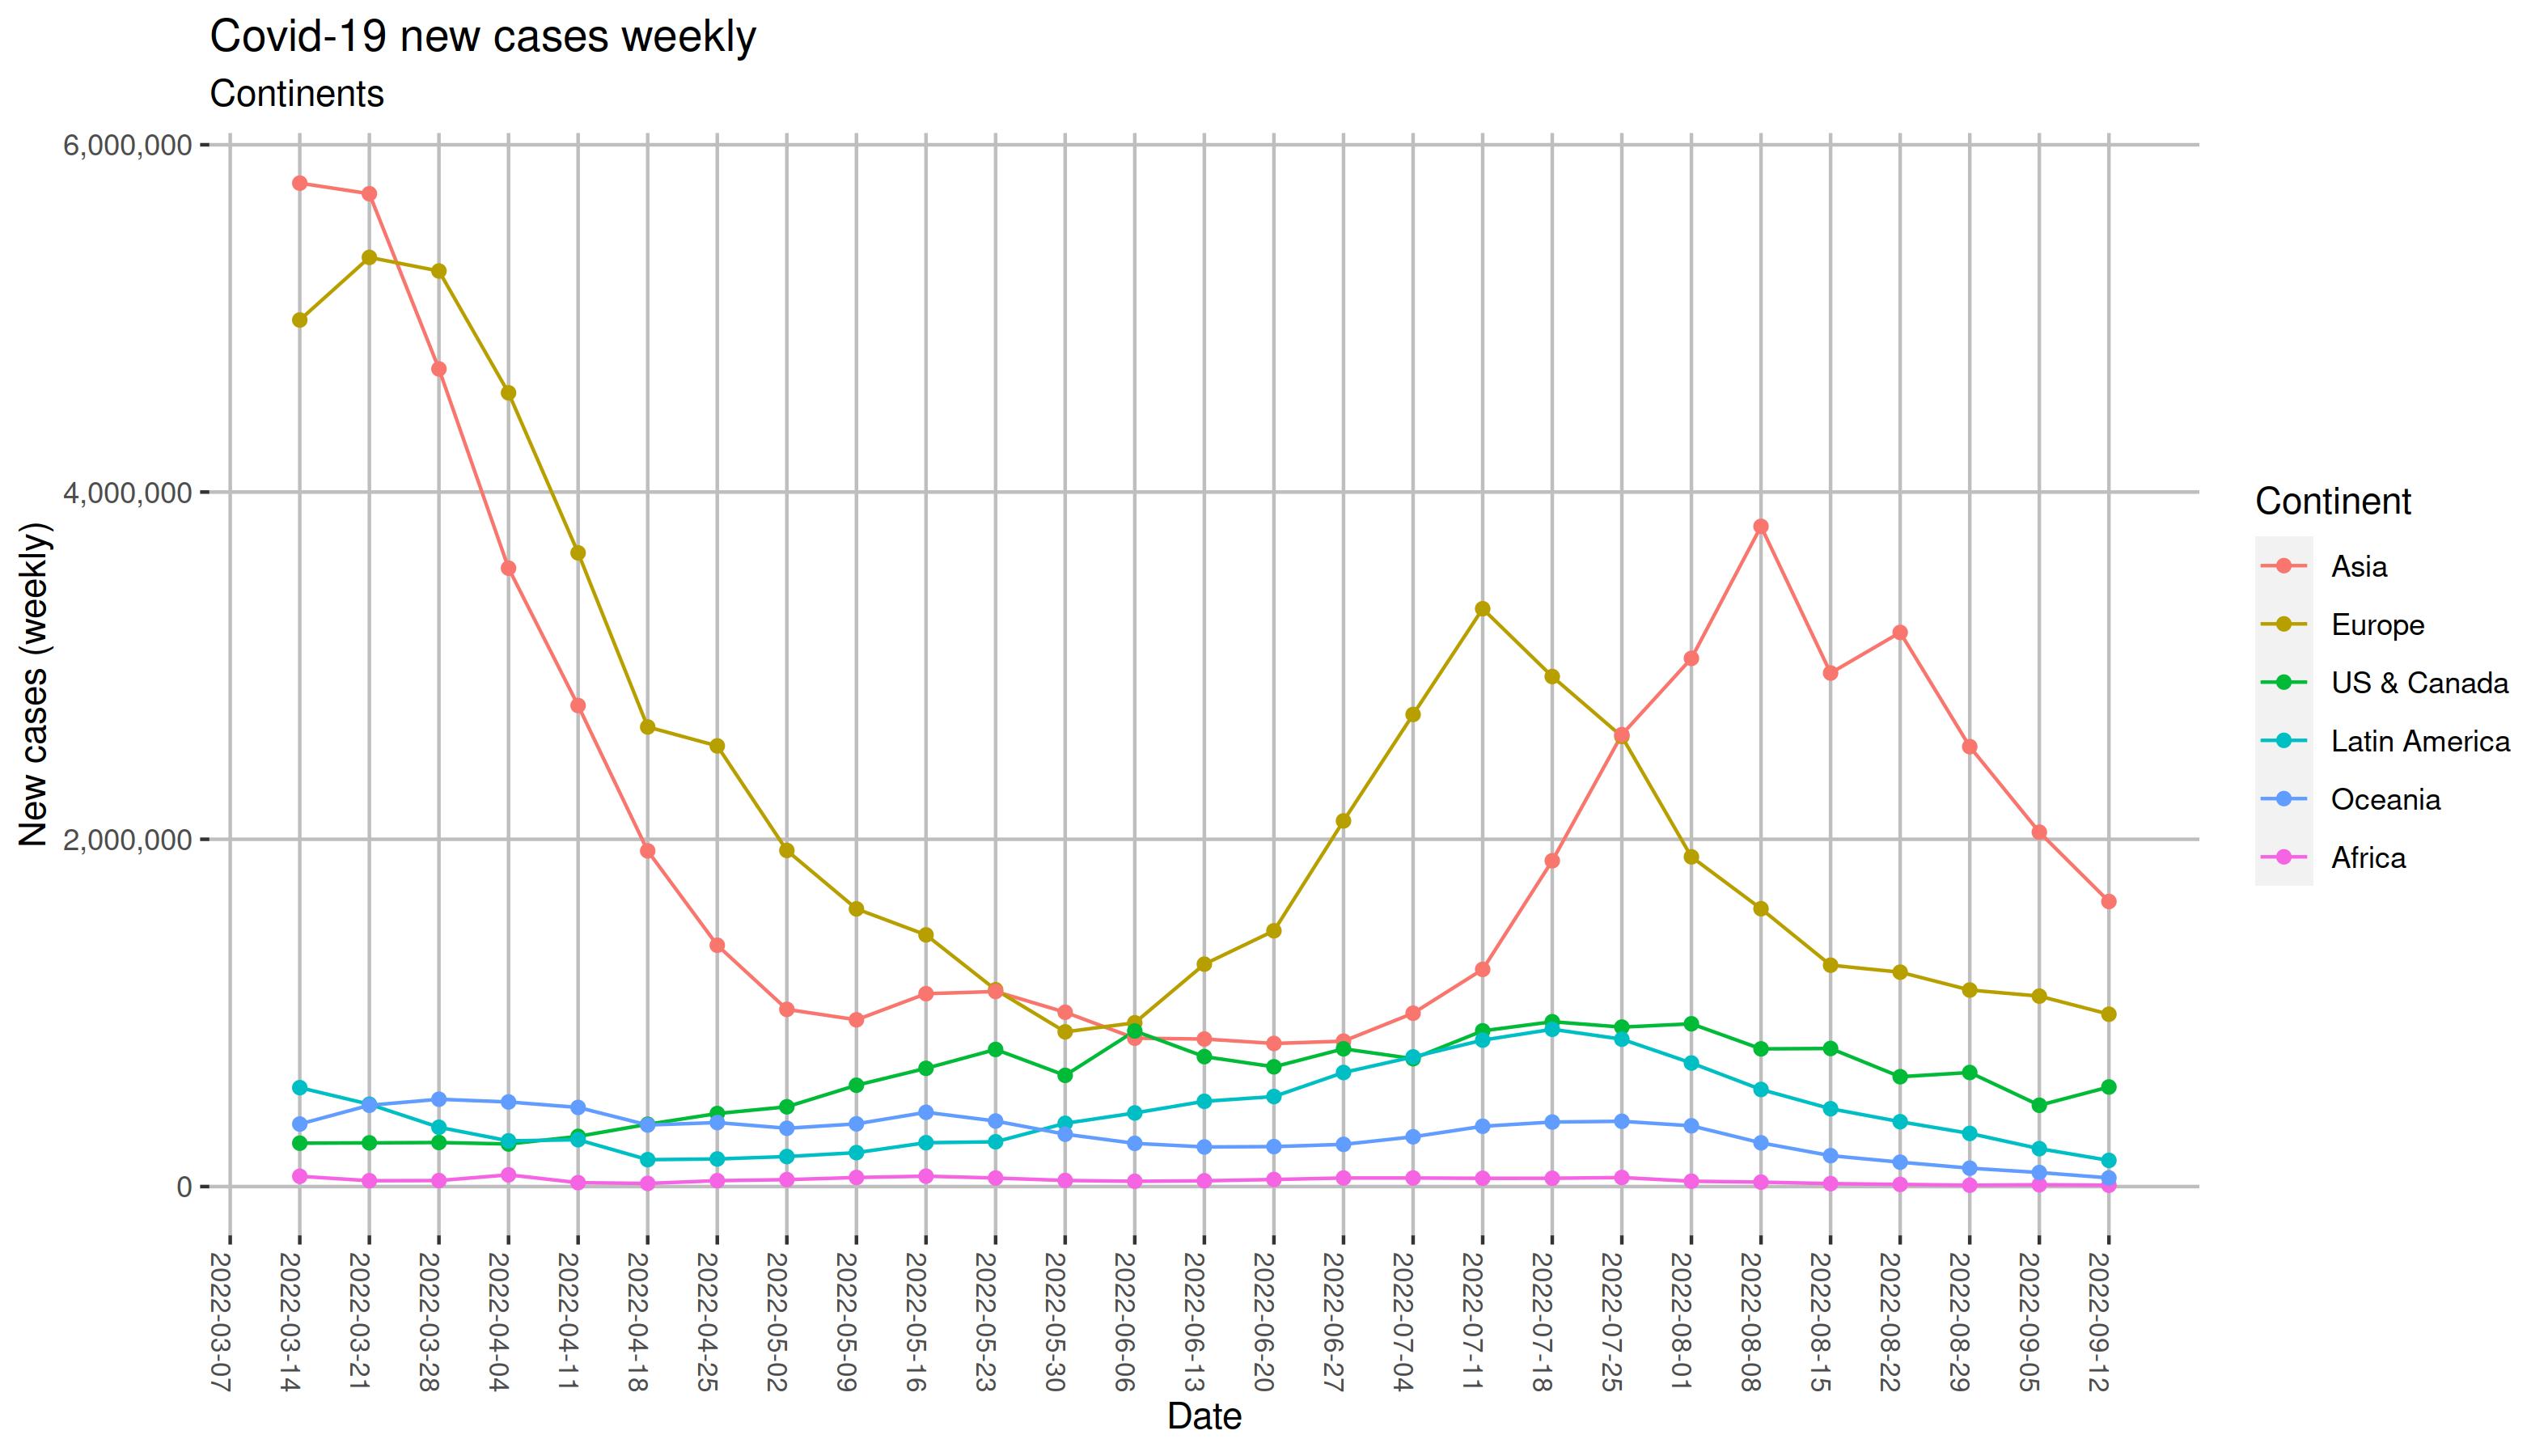 Covid-19 new cases weekly
Continents
New cases (weekly)
6,000,000
4,000,000
2,000,000
0
2022-03-07
2022-03-14
2022-03-21
2022-03-28
2022-04-04
2022-04-11
2022-04-18
2022-04-25
2022-05-02
2022-05-09
2022-05-16
2022-05-23
2022-05-30
2022-06-06
2022-06-13
2022-06-20
2022-06-27
2022-07-04
2022-07-11
2022-07-18
2022-07-25
2022-08-01
2022-08-08
2022-08-15
2022-08-22
2022-08-29
2022-09-05
2022-09-12
Date
Continent
Asia
Europe
US & Canada
Latin America
Oceania
Africa